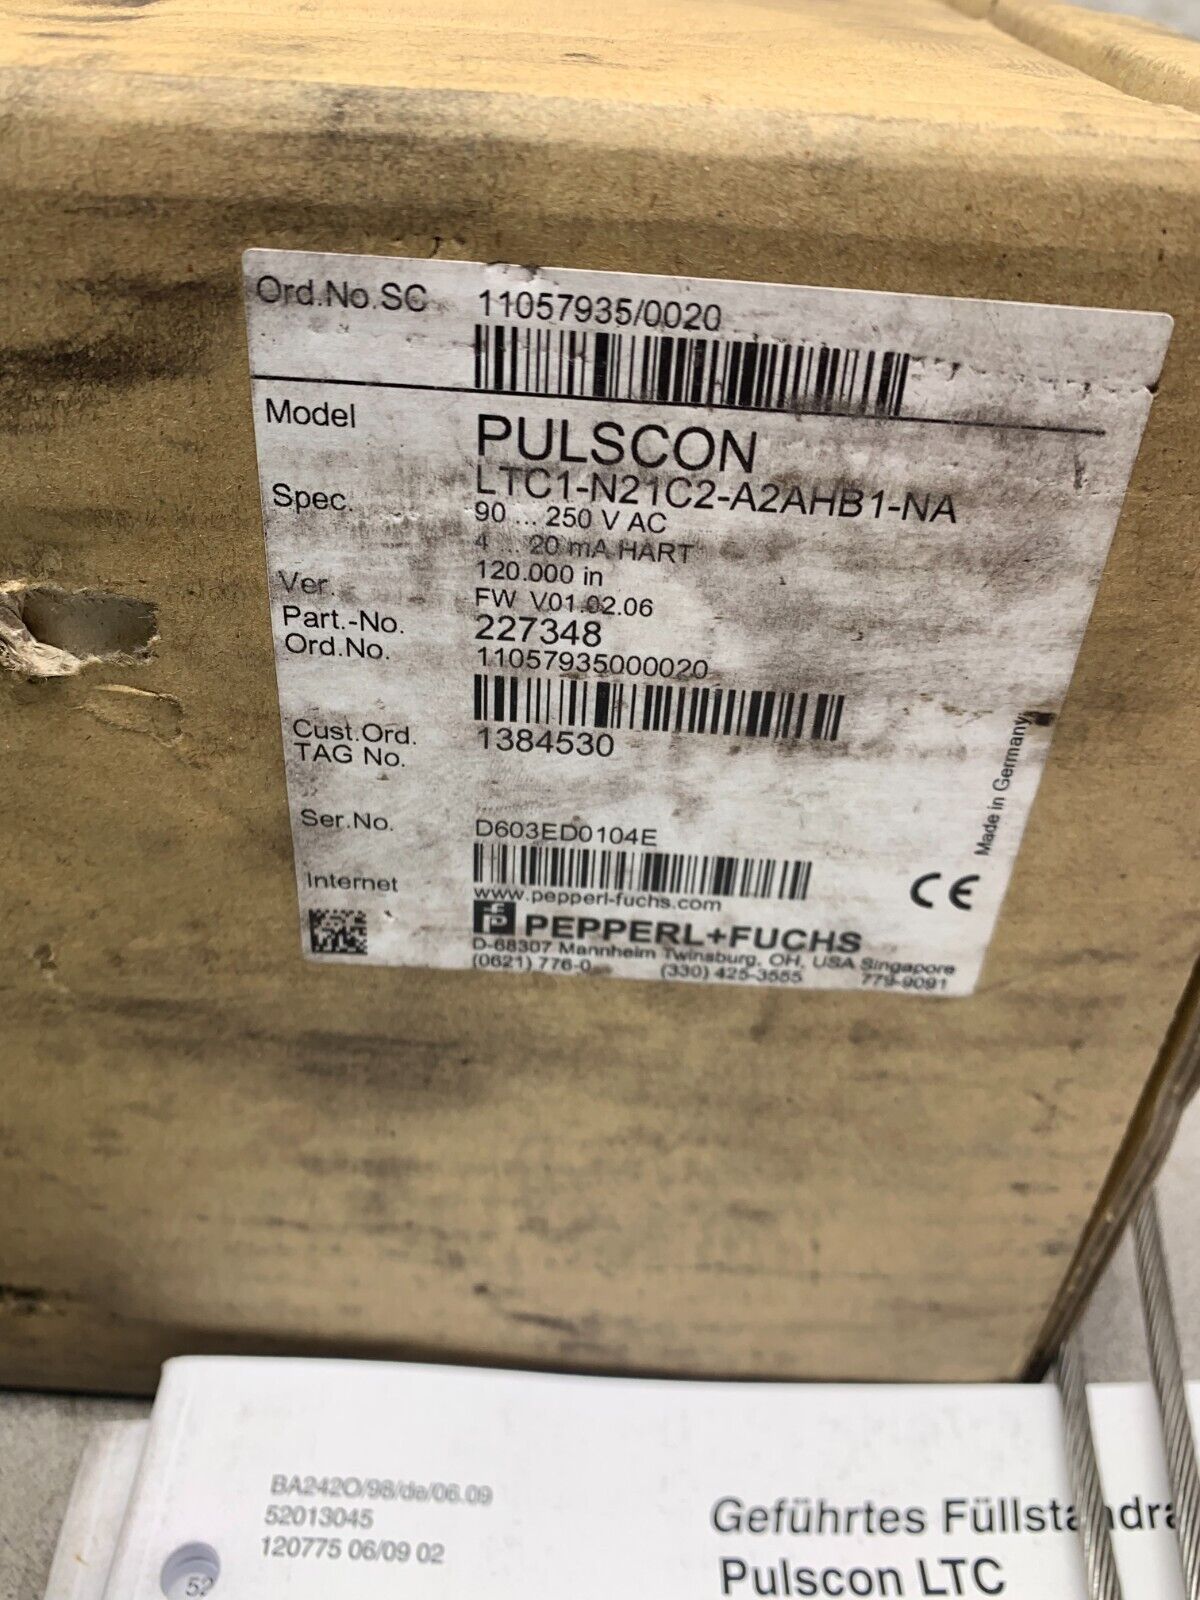 Ord.No.SC 11057935/0020
Model PULSCON
LTC1-N21C2-A2AHB1-NA
Spec. 90 ... 250 V AC
4 ... 20 mA HART
120.000 in
Ver. FW V01.02.06
Part.-No. 227348
Ord.No. 11057935000020
Cust.Ord. 1384530
TAG No.
Made in Germany
Ser.No. D603ED0104E
Internet www.pepperl-fuchs.com
CE
PEPPERL+FUCHS
D-68307 Mannheim Twinsburg, OH, USA Singapore
(0621) 776-0 (330) 425-3555 779-9091
BA242O/98/de/06.09
52013045
120775 06/09 02
52
Geführtes Füllstandra
Pulscon LTC